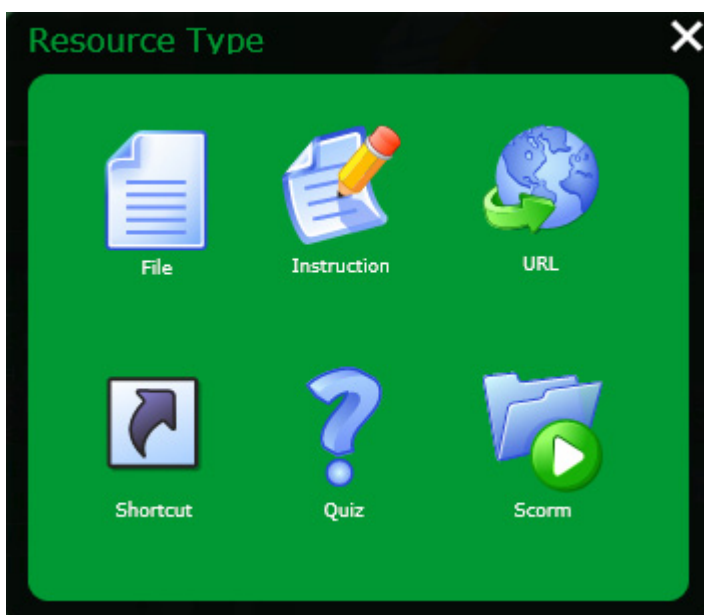 Resource Type
File
Instruction
URL
Shortcut
Quiz
Scorm